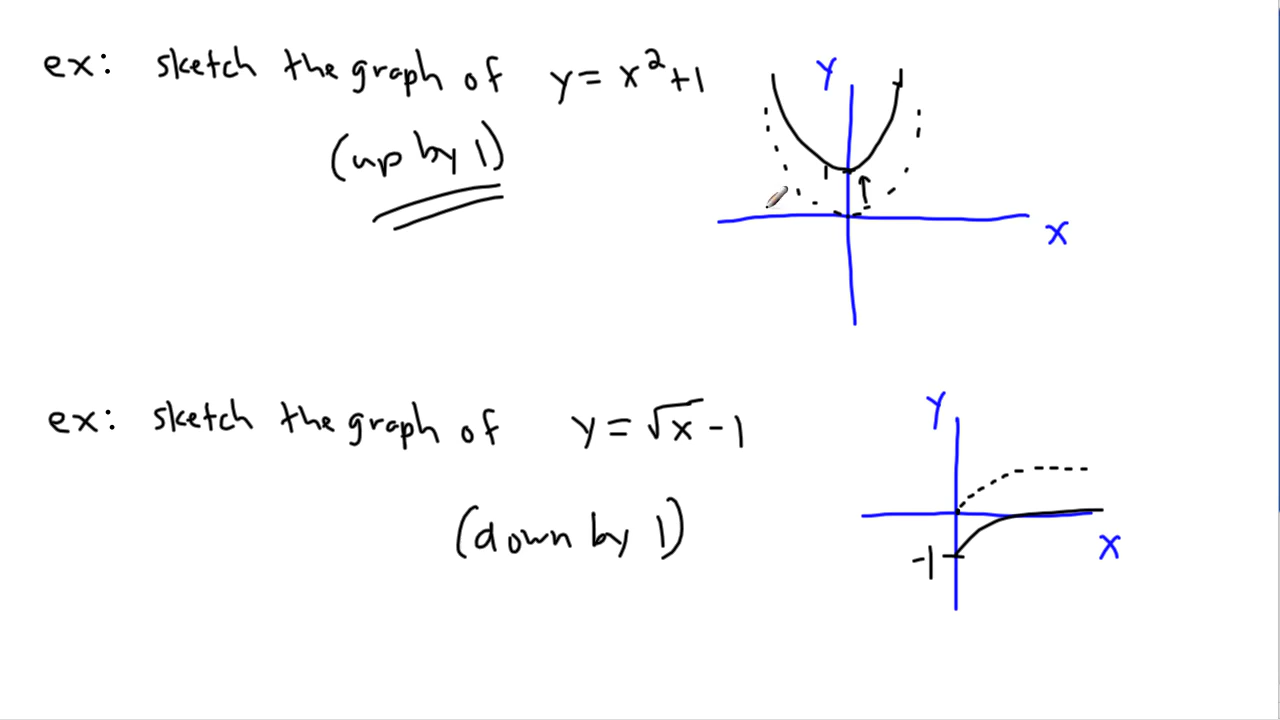 ex: sketch the graph of y = x²+1
(up by 1)
Y
1
X
ex: sketch the graph of y = √x - 1
(down by 1)
Y
-1
X